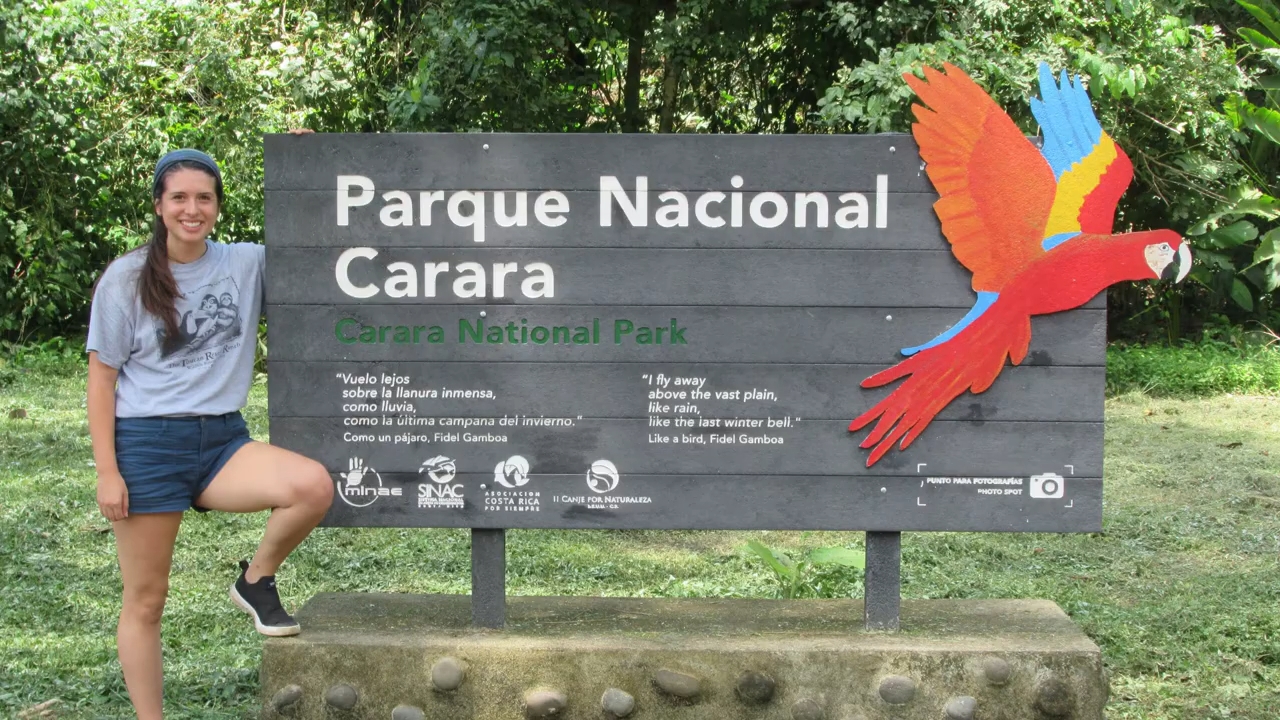 Parque Nacional
Carara
Carara National Park
“Vuelo lejos
sobre la llanura inmensa,
como lluvia,
como la última campana del invierno.”
Como un pájaro, Fidel Gamboa
“I fly away
above the vast plain,
like rain,
like the last winter bell.”
Like a bird, Fidel Gamboa
minae
SINAC
ASOCIACION
COSTA RICA
POR SIEMPRE
II CANJE POR NATURALEZA
PUNTO PARA FOTOGRAFÍAS
PHOTO SPOT